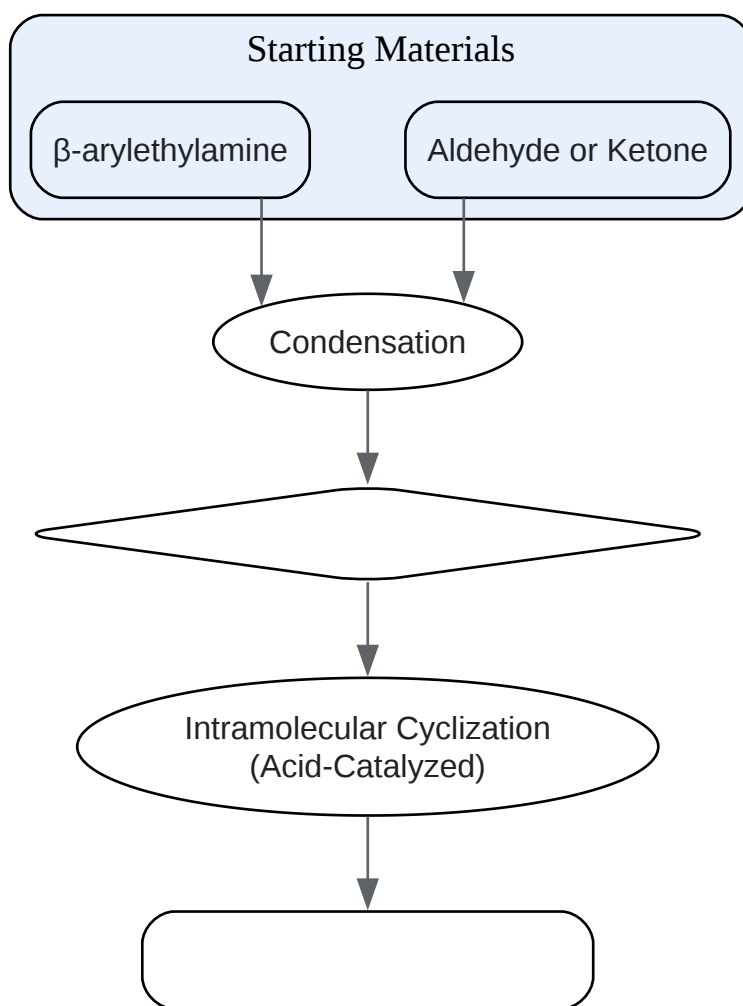 Starting Materials
β-arylethylamine
Aldehyde or Ketone
Condensation
Intramolecular Cyclization
(Acid-Catalyzed)